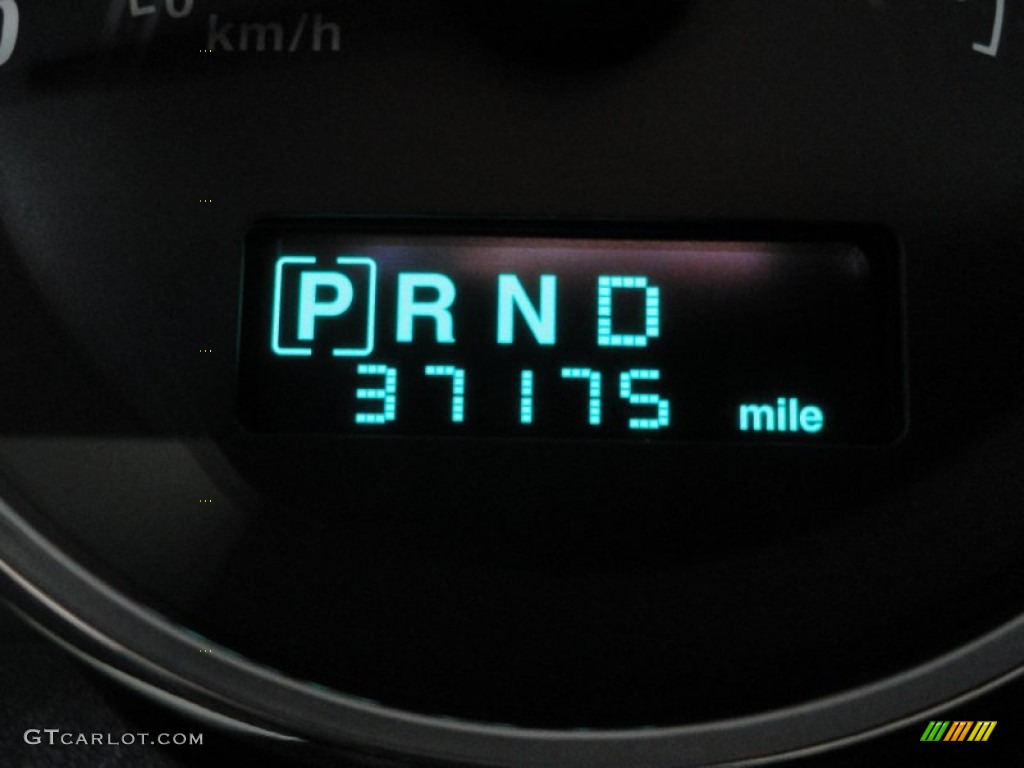 km/h
[P] R N D
37175 mile
GTCARLOT.COM